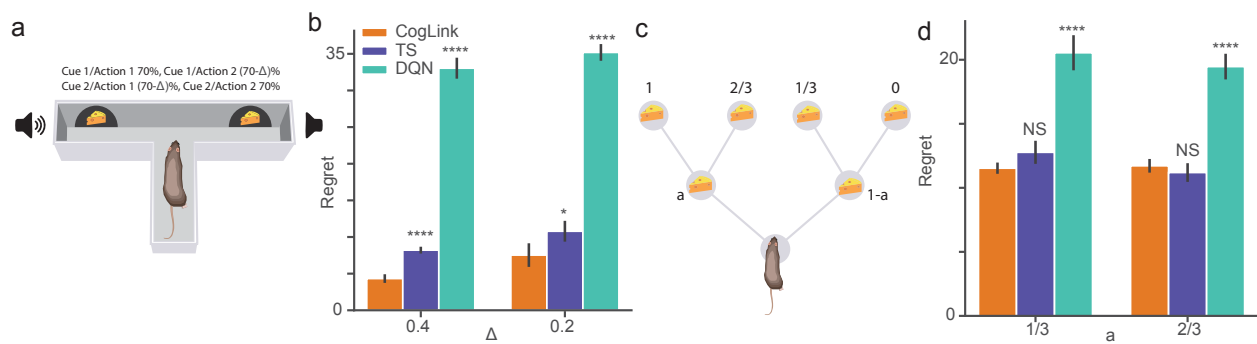 a
Cue 1/Action 1 70%, Cue 1/Action 2 (70-Δ)%
Cue 2/Action 1 (70-Δ)%, Cue 2/Action 2 70%
b
CogLink
TS
DQN
35
0
Regret
****
****
*
****
0.4
0.2
Δ
c
1
2/3
1/3
0
a
1-a
d
20
0
Regret
NS
****
NS
****
1/3
2/3
a